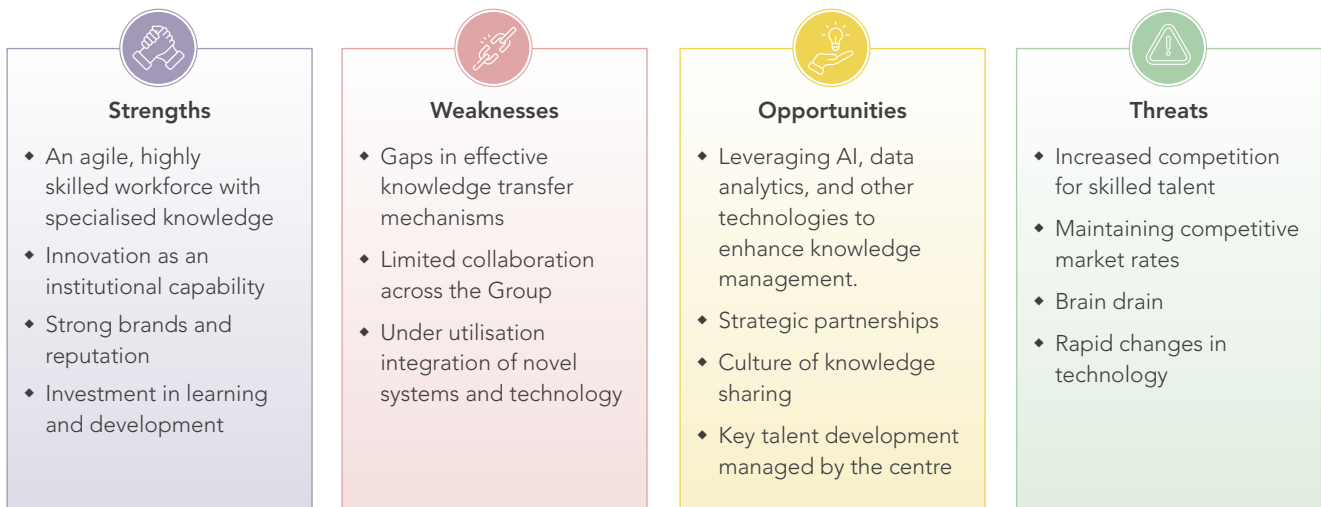 Strengths
◆ An agile, highly
skilled workforce with
specialised knowledge
◆ Innovation as an
institutional capability
◆ Strong brands and
reputation
◆ Investment in learning
and development
Weaknesses
◆ Gaps in effective
knowledge transfer
mechanisms
◆ Limited collaboration
across the Group
◆ Under utilisation
integration of novel
systems and technology
Opportunities
◆ Leveraging AI, data
analytics, and other
technologies to
enhance knowledge
management.
◆ Strategic partnerships
◆ Culture of knowledge
sharing
◆ Key talent development
managed by the centre
Threats
◆ Increased competition
for skilled talent
◆ Maintaining competitive
market rates
◆ Brain drain
◆ Rapid changes in
technology